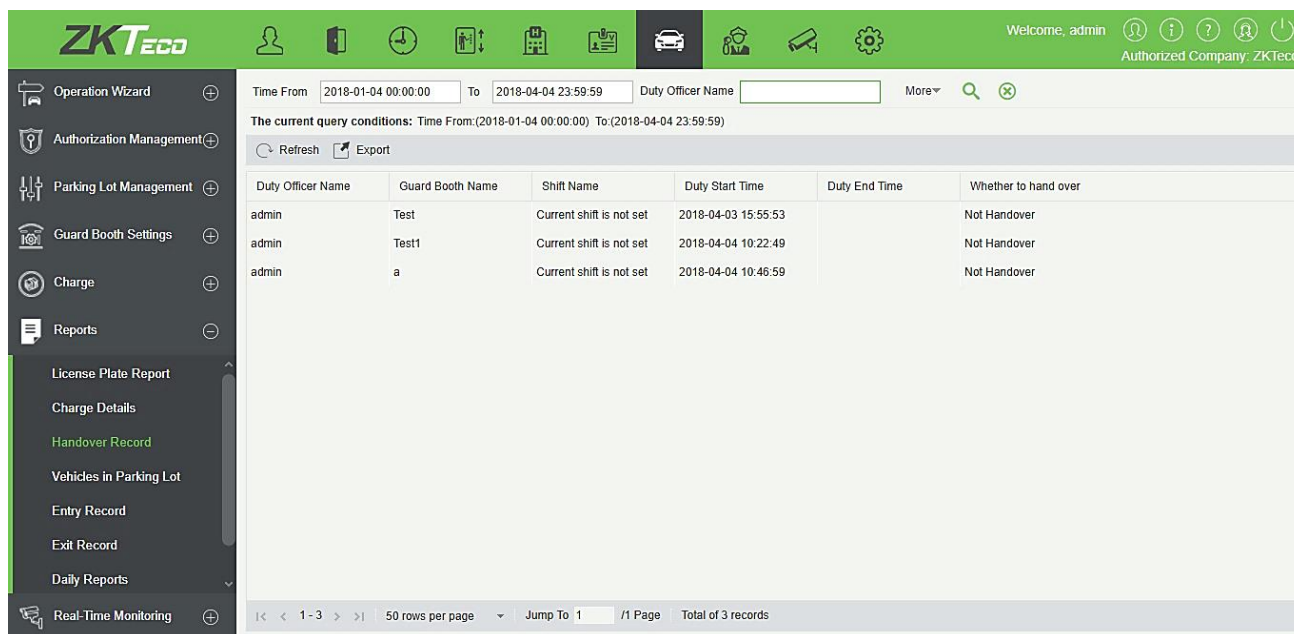 ZKTECO
Welcome, admin
Authorized Company: ZKTeco
Operation Wizard
Authorization Management
Parking Lot Management
Guard Booth Settings
Charge
Reports
License Plate Report
Charge Details
Handover Record
Vehicles in Parking Lot
Entry Record
Exit Record
Daily Reports
Real-Time Monitoring
Time From 2018-01-04 00:00:00 To 2018-04-04 23:59:59 Duty Officer Name More
The current query conditions: Time From:(2018-01-04 00:00:00) To:(2018-04-04 23:59:59)
Refresh Export
Duty Officer Name Guard Booth Name Shift Name Duty Start Time Duty End Time Whether to hand over
admin Test Current shift is not set 2018-04-03 15:55:53 Not Handover
admin Test1 Current shift is not set 2018-04-04 10:22:49 Not Handover
admin a Current shift is not set 2018-04-04 10:46:59 Not Handover
1-3 50 rows per page Jump To 1 /1 Page Total of 3 records